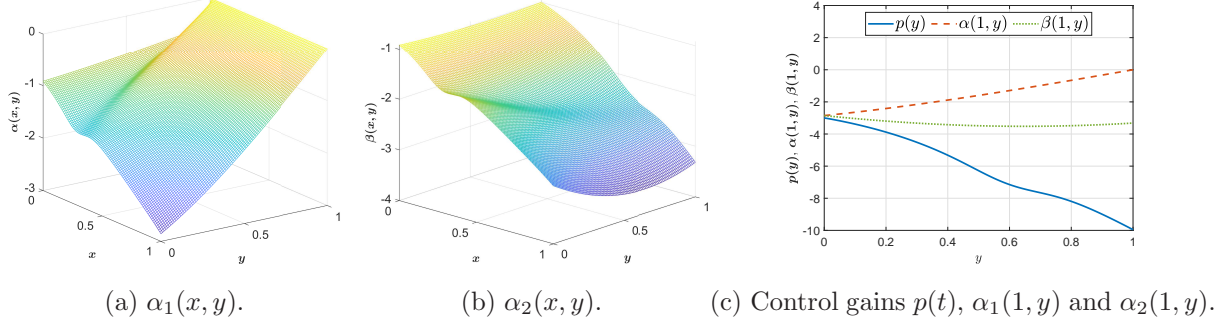 0
-1
-2
-3
α(x, y)
0
0.5
1
x
0
0.5
1
y
-1
-2
-3
-4
β(x, y)
0
0.5
1
x
0
0.5
1
y
p(y) α(1, y) β(1, y)
4
2
0
-2
-4
-6
-8
-10
p(y), α(1, y), β(1, y)
0 0.2 0.4 0.6 0.8 1
y
(a) α₁(x, y). (b) α₂(x, y). (c) Control gains p(t), α₁(1, y) and α₂(1, y).